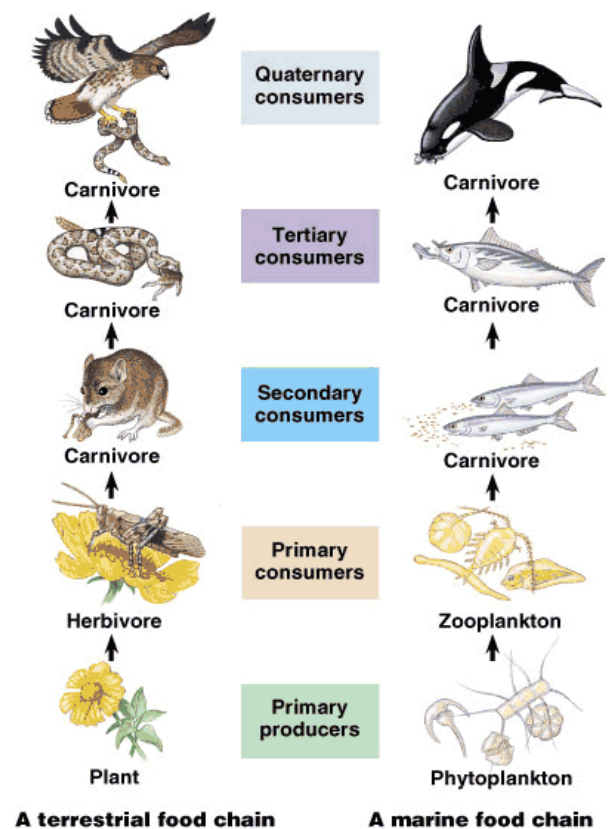 Quaternary
consumers
Carnivore
Carnivore
Tertiary
consumers
Carnivore
Carnivore
Secondary
consumers
Carnivore
Carnivore
Primary
consumers
Herbivore
Zooplankton
Primary
producers
Plant
Phytoplankton
A terrestrial food chain
A marine food chain